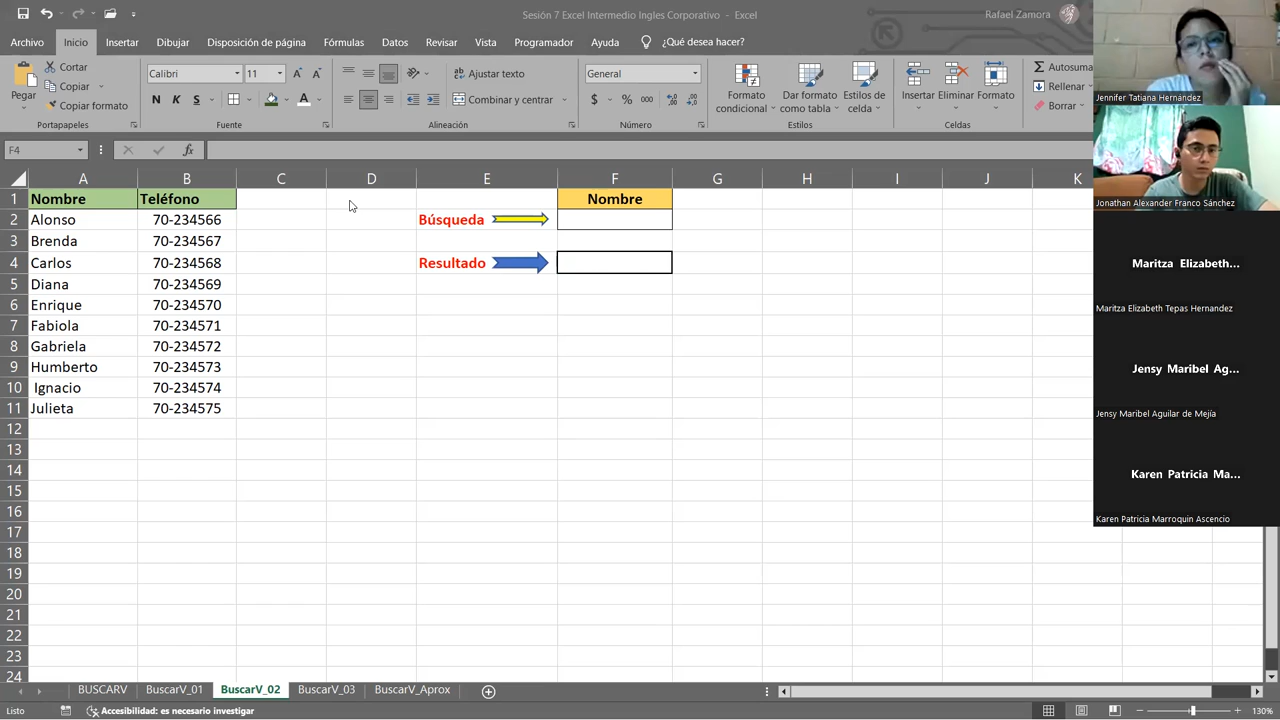 Sesión 7 Excel Intermedio Ingles Corporativo - Excel
Rafael Zamora
Archivo Inicio Insertar Dibujar Disposición de página Fórmulas Datos Revisar Vista Programador Ayuda ¿Qué desea hacer?
Pegar
Cortar
Copiar
Copiar formato
Portapapeles
Calibri 11
N K S
Fuente
Ajustar texto
Combinar y centrar
Alineación
General
$ % 000
Número
Formato condicional
Dar formato como tabla
Estilos de celda
Estilos
Insertar Eliminar Formato
Celdas
Autosuma
Rellenar
Borrar
F4 fx
A B C D E F G H I J K
1 Nombre Teléfono Nombre
2 Alonso 70-234566 Búsqueda
3 Brenda 70-234567
4 Carlos 70-234568 Resultado
5 Diana 70-234569
6 Enrique 70-234570
7 Fabiola 70-234571
8 Gabriela 70-234572
9 Humberto 70-234573
10 Ignacio 70-234574
11 Julieta 70-234575
12
13
14
15
16
17
18
19
20
21
22
23
24
BUSCARV BuscarV_01 BuscarV_02 BuscarV_03 BuscarV_Aprox
Listo Accesibilidad: es necesario investigar 130%
Jennifer Tatiana Hernandez
Jonathan Alexander Franco Sánchez
Maritza Elizabeth...
Maritza Elizabeth Tepas Hernandez
Jensy Maribel Ag...
Jensy Maribel Aguilar de Mejía
Karen Patricia Ma...
Karen Patricia Marroquin Ascencio